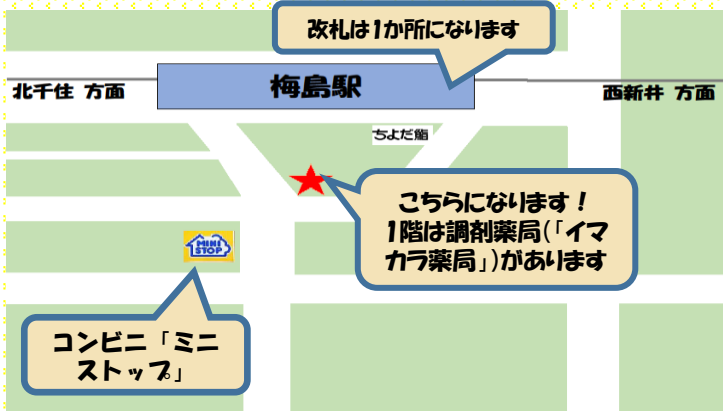 改札は1か所になります
梅島駅
北千住 方面
西新井 方面
ちよだ鮨
こちらになります！
1階は調剤薬局(「イマ
カラ薬局」)があります
MINI
STOP
コンビニ「ミニ
ストップ」